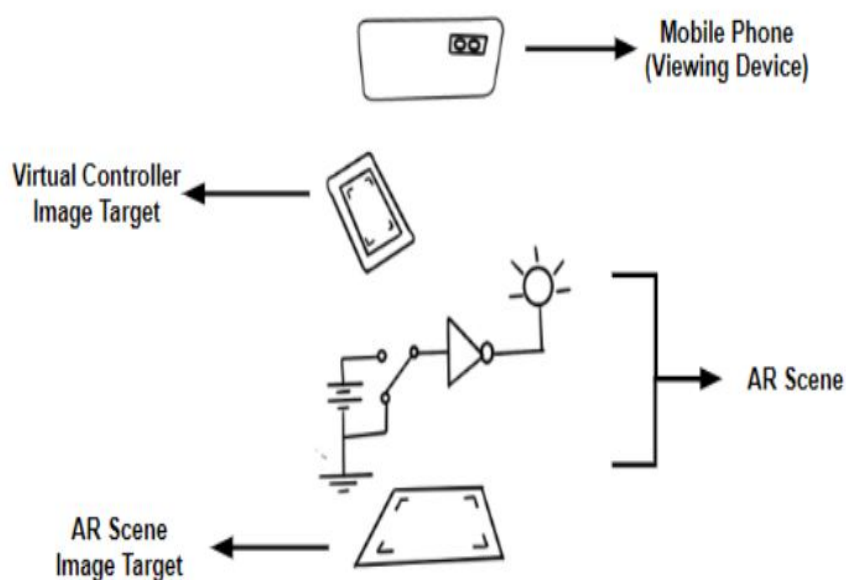 Mobile Phone
(Viewing Device)
Virtual Controller
Image Target
AR Scene
AR Scene
Image Target